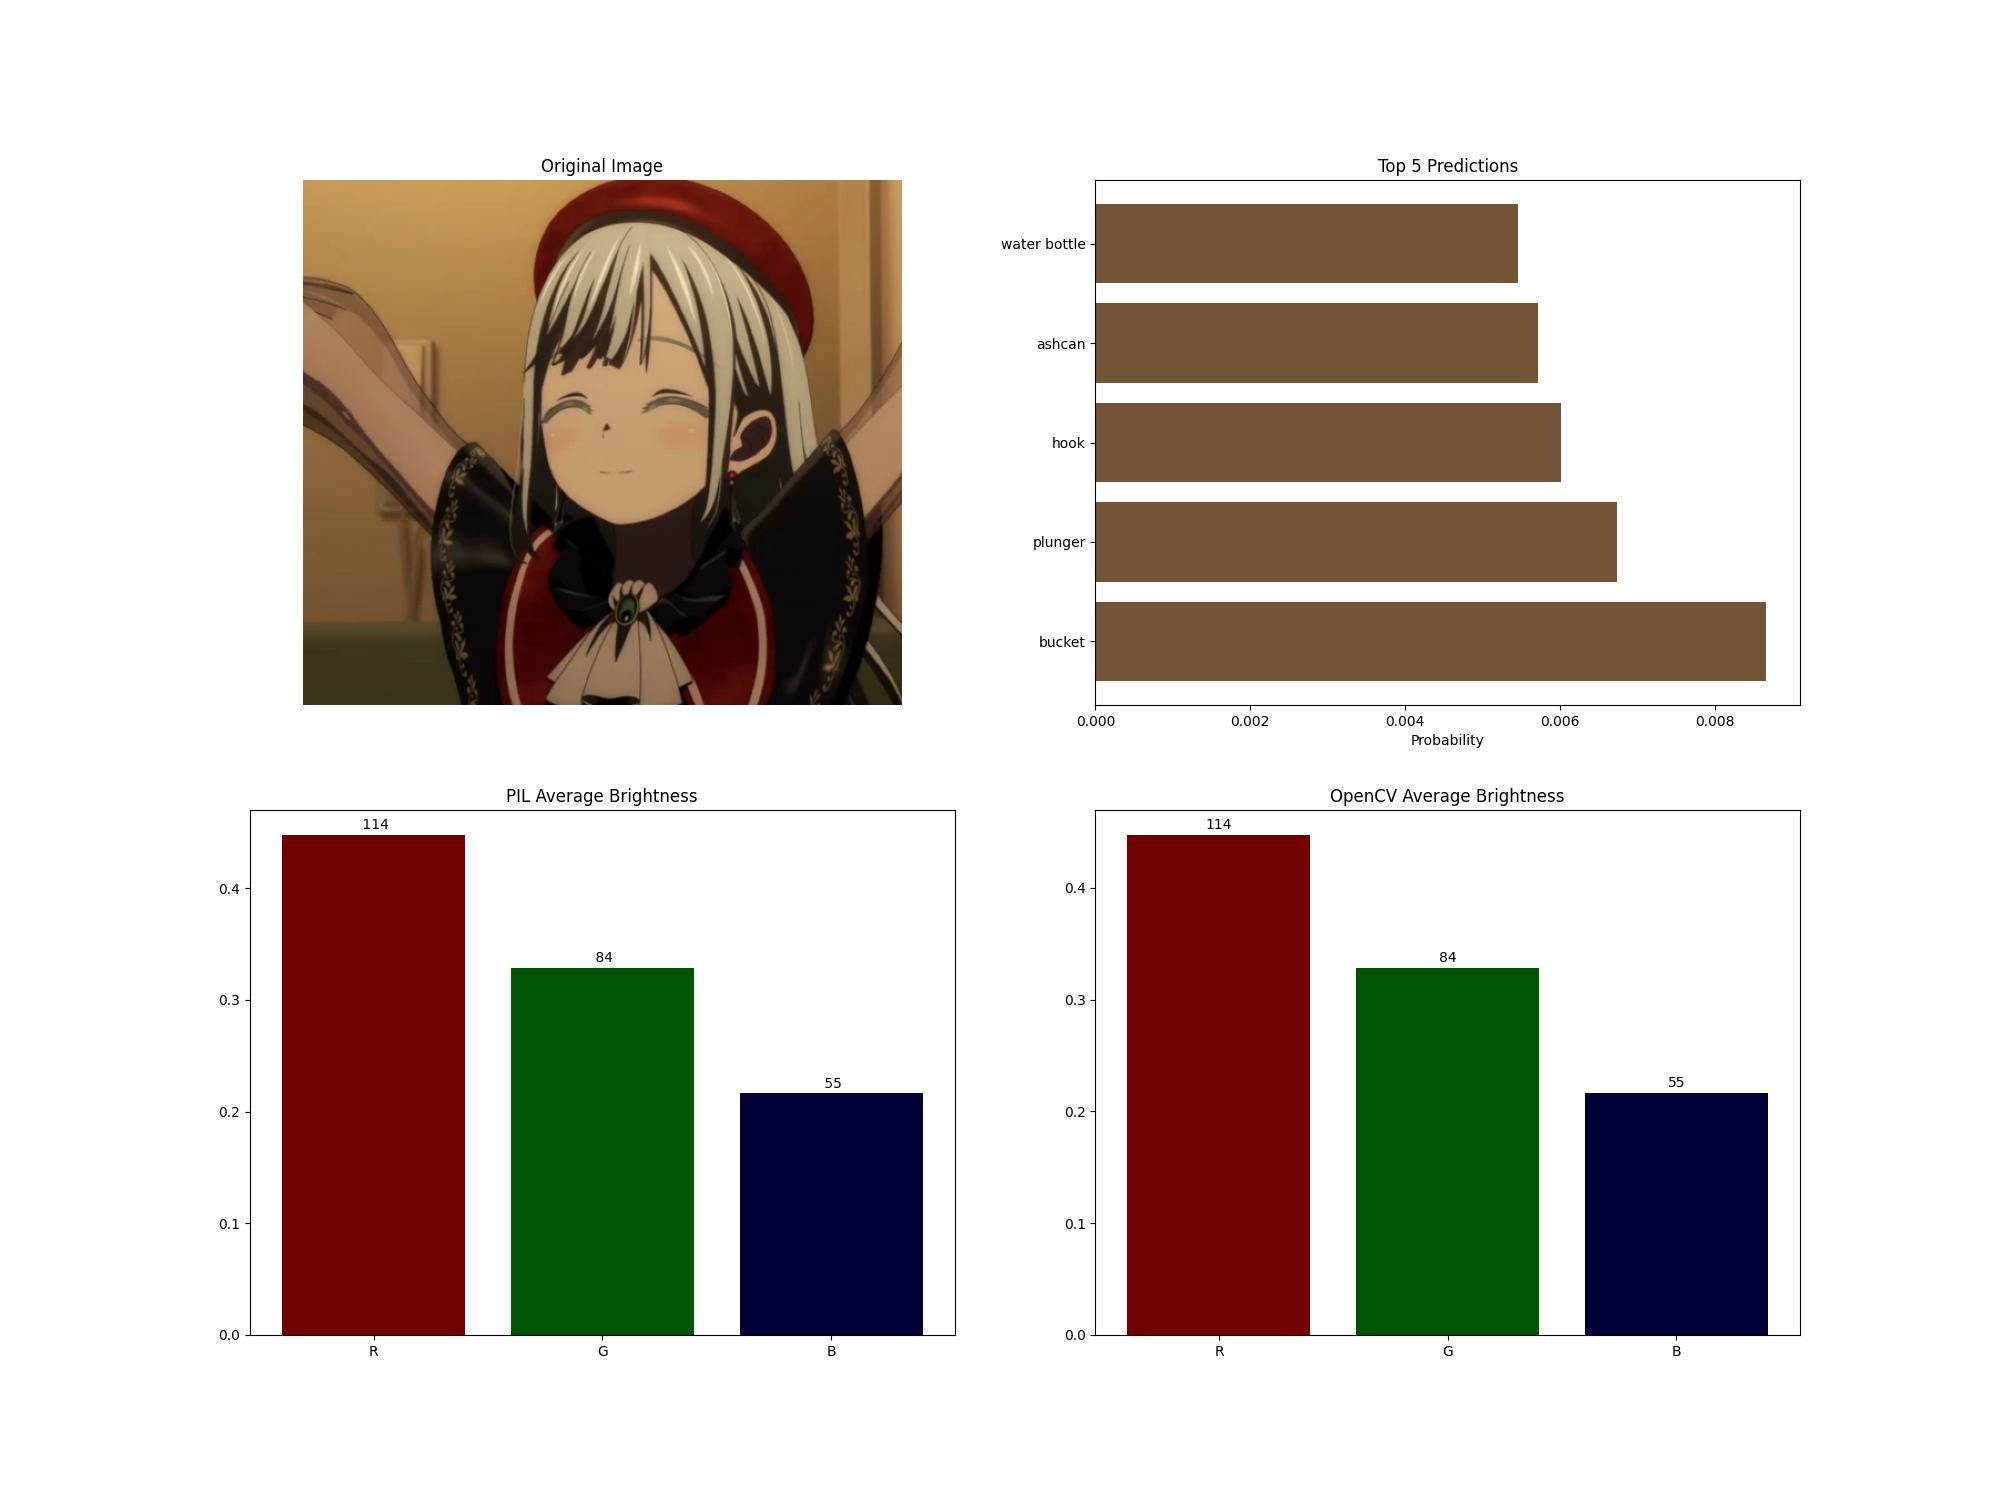 Original Image
Top 5 Predictions
water bottle
ashcan
hook
plunger
bucket
0.000 0.002 0.004 0.006 0.008
Probability
PIL Average Brightness
114
84
55
0.4
0.3
0.2
0.1
0.0
R G B
OpenCV Average Brightness
114
84
55
0.4
0.3
0.2
0.1
0.0
R G B